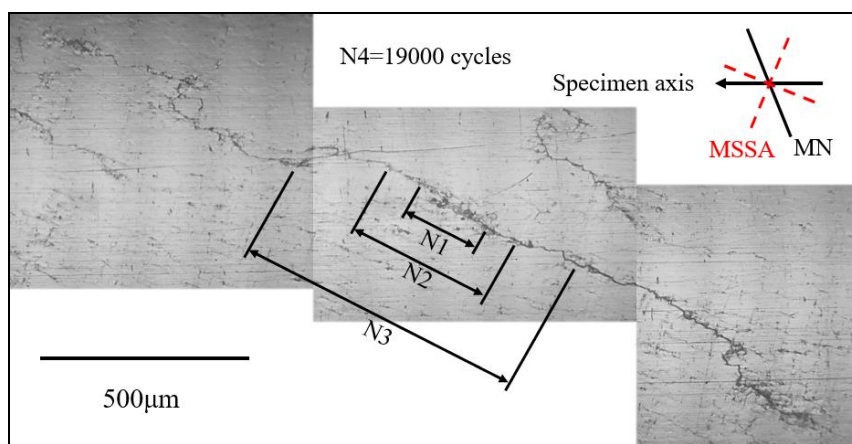 N4=19000 cycles
Specimen axis
MSSA
MN
N1
N2
N3
500μm